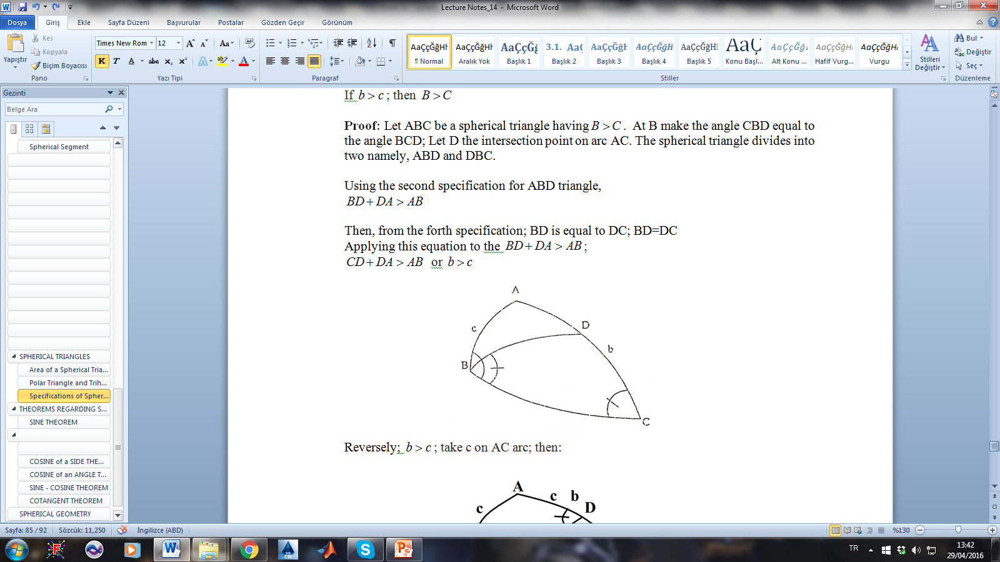 Lecture Notes_14 - Microsoft Word
Dosya Giriş Ekle Sayfa Düzeni Başvurular Postalar Gözden Geçir Görünüm
Yapıştır
Kes
Kopyala
Biçim Boyacısı
Pano
Times New Rom 12
Yazı Tipi
Paragraf
AaÇçĞğHł AaÇçĞğHł AaÇçĞğ 3.1. AaÇ AaÇçĞğH AaÇçĞğH AaÇçĞğHI AaÇ AaÇçĞğI AaÇçĞğHł AaÇçĞğHł
¶ Normal Aralık Yok Başlık 1 Başlık 2 Başlık 3 Başlık 4 Başlık 5 Konu Başl... Alt Konu ... Hafif Vurg... Vurgu
Stiller
Stilleri Değiştir
Bul
Değiştir
Seç
Düzenleme
Gezinti
Belge Ara
Spherical Segment
SPHERICAL TRIANGLES
Area of a Spherical Tria...
Polar Triangle and Trih...
Specifications of Spher...
THEOREMS REGARDING S...
SINE THEOREM
COSINE of a SIDE THE...
COSINE of an ANGLE T...
SINE - COSINE THEOREM
COTANGENT THEOREM
SPHERICAL GEOMETRY
If b > c ; then B > C
Proof: Let ABC be a spherical triangle having B > C . At B make the angle CBD equal to
the angle BCD; Let D the intersection point on arc AC. The spherical triangle divides into
two namely, ABD and DBC.
Using the second specification for ABD triangle,
BD + DA > AB
Then, from the forth specification; BD is equal to DC; BD=DC
Applying this equation to the BD + DA > AB ;
CD + DA > AB or b > c
A
c
D
b
B
C
Reversely; b > c ; take c on AC arc; then:
A
c b
D
c
Sayfa: 85 / 92 Sözcük: 11,250 İngilizce (ABD) %130
TR
13:42
29/04/2016